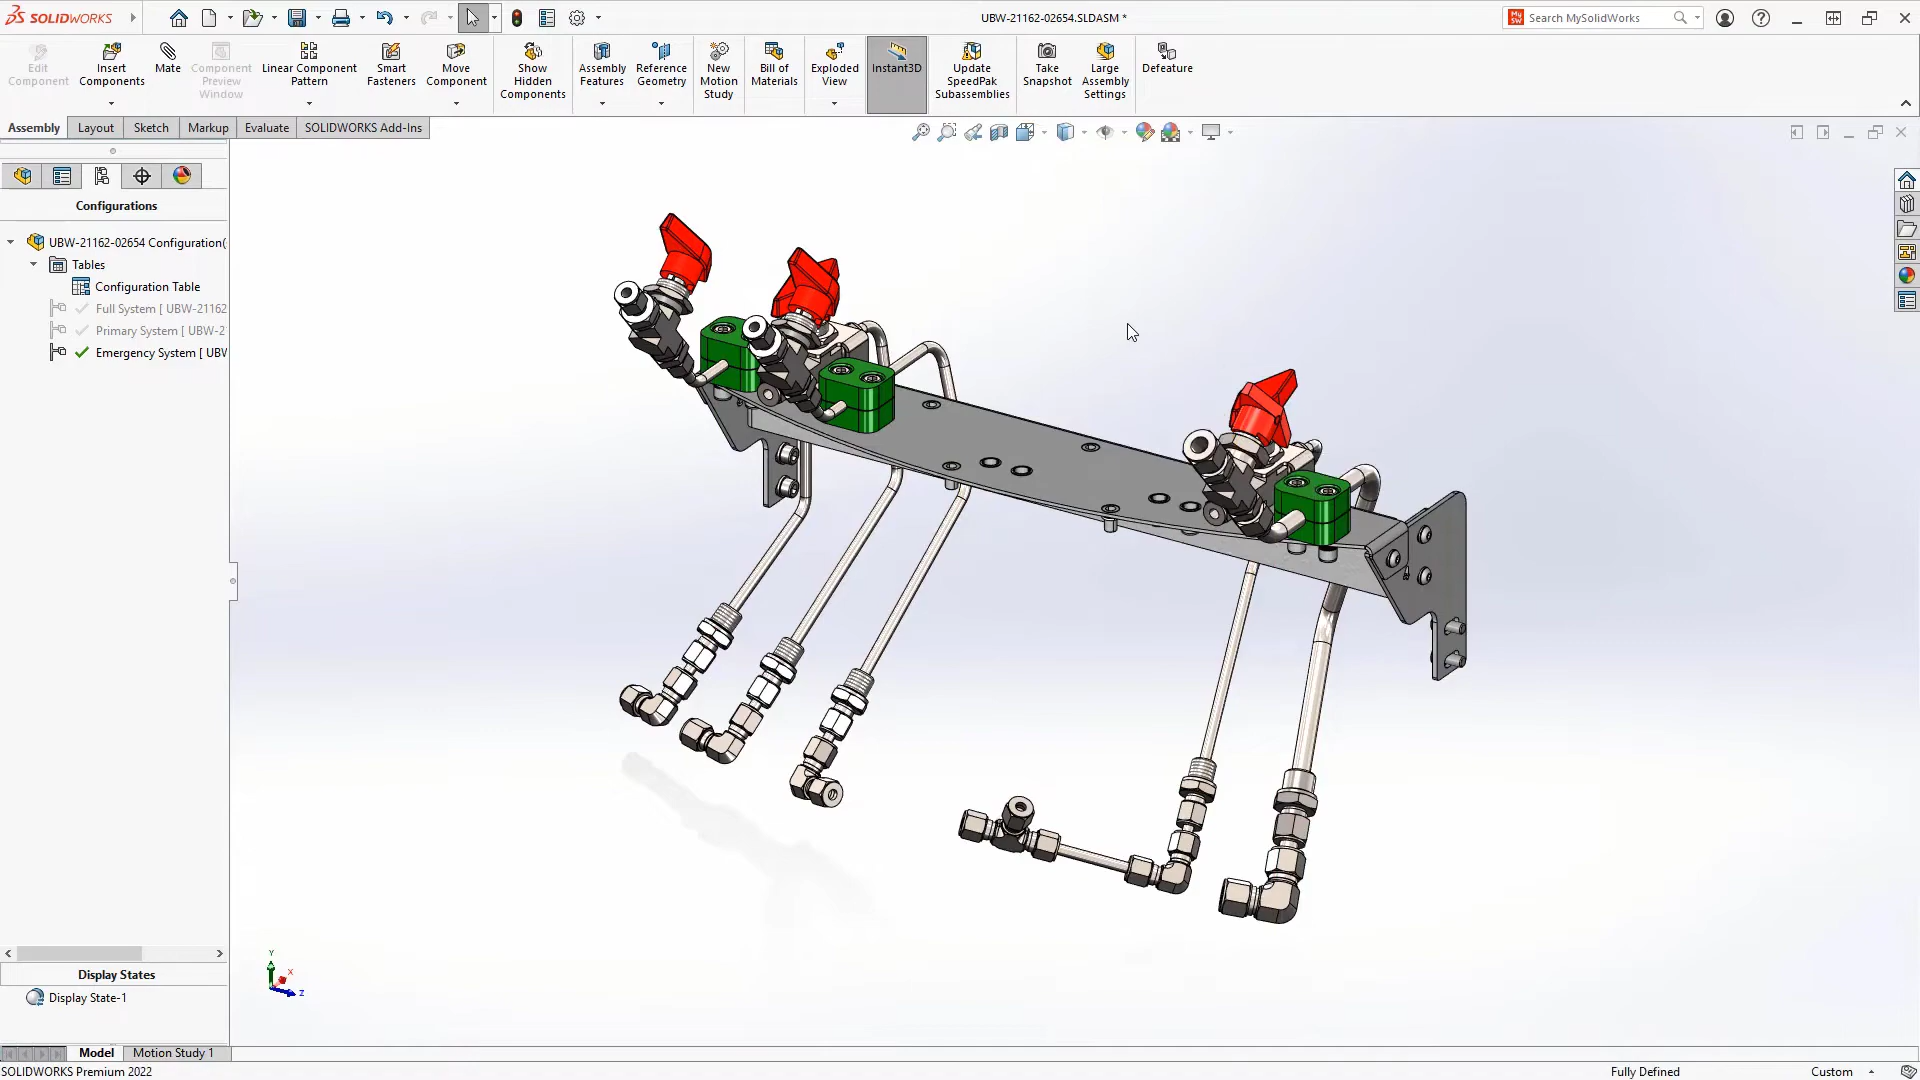 SOLIDWORKS
UBW-21162-02654.SLDASM *
Search MySolidWorks
Edit Component
Insert Components
Mate
Component Preview Window
Linear Component Pattern
Smart Fasteners
Move Component
Show Hidden Components
Assembly Features
Reference Geometry
New Motion Study
Bill of Materials
Exploded View
Instant3D
Update SpeedPak Subassemblies
Take Snapshot
Large Assembly Settings
Defeature
Assembly
Layout
Sketch
Markup
Evaluate
SOLIDWORKS Add-Ins
Configurations
UBW-21162-02654 Configuration(
Tables
Configuration Table
Full System [ UBW-21162
Primary System [ UBW-2
Emergency System [ UBW
Y
X
Z
Display States
Display State-1
Model
Motion Study 1
SOLIDWORKS Premium 2022
Fully Defined
Custom